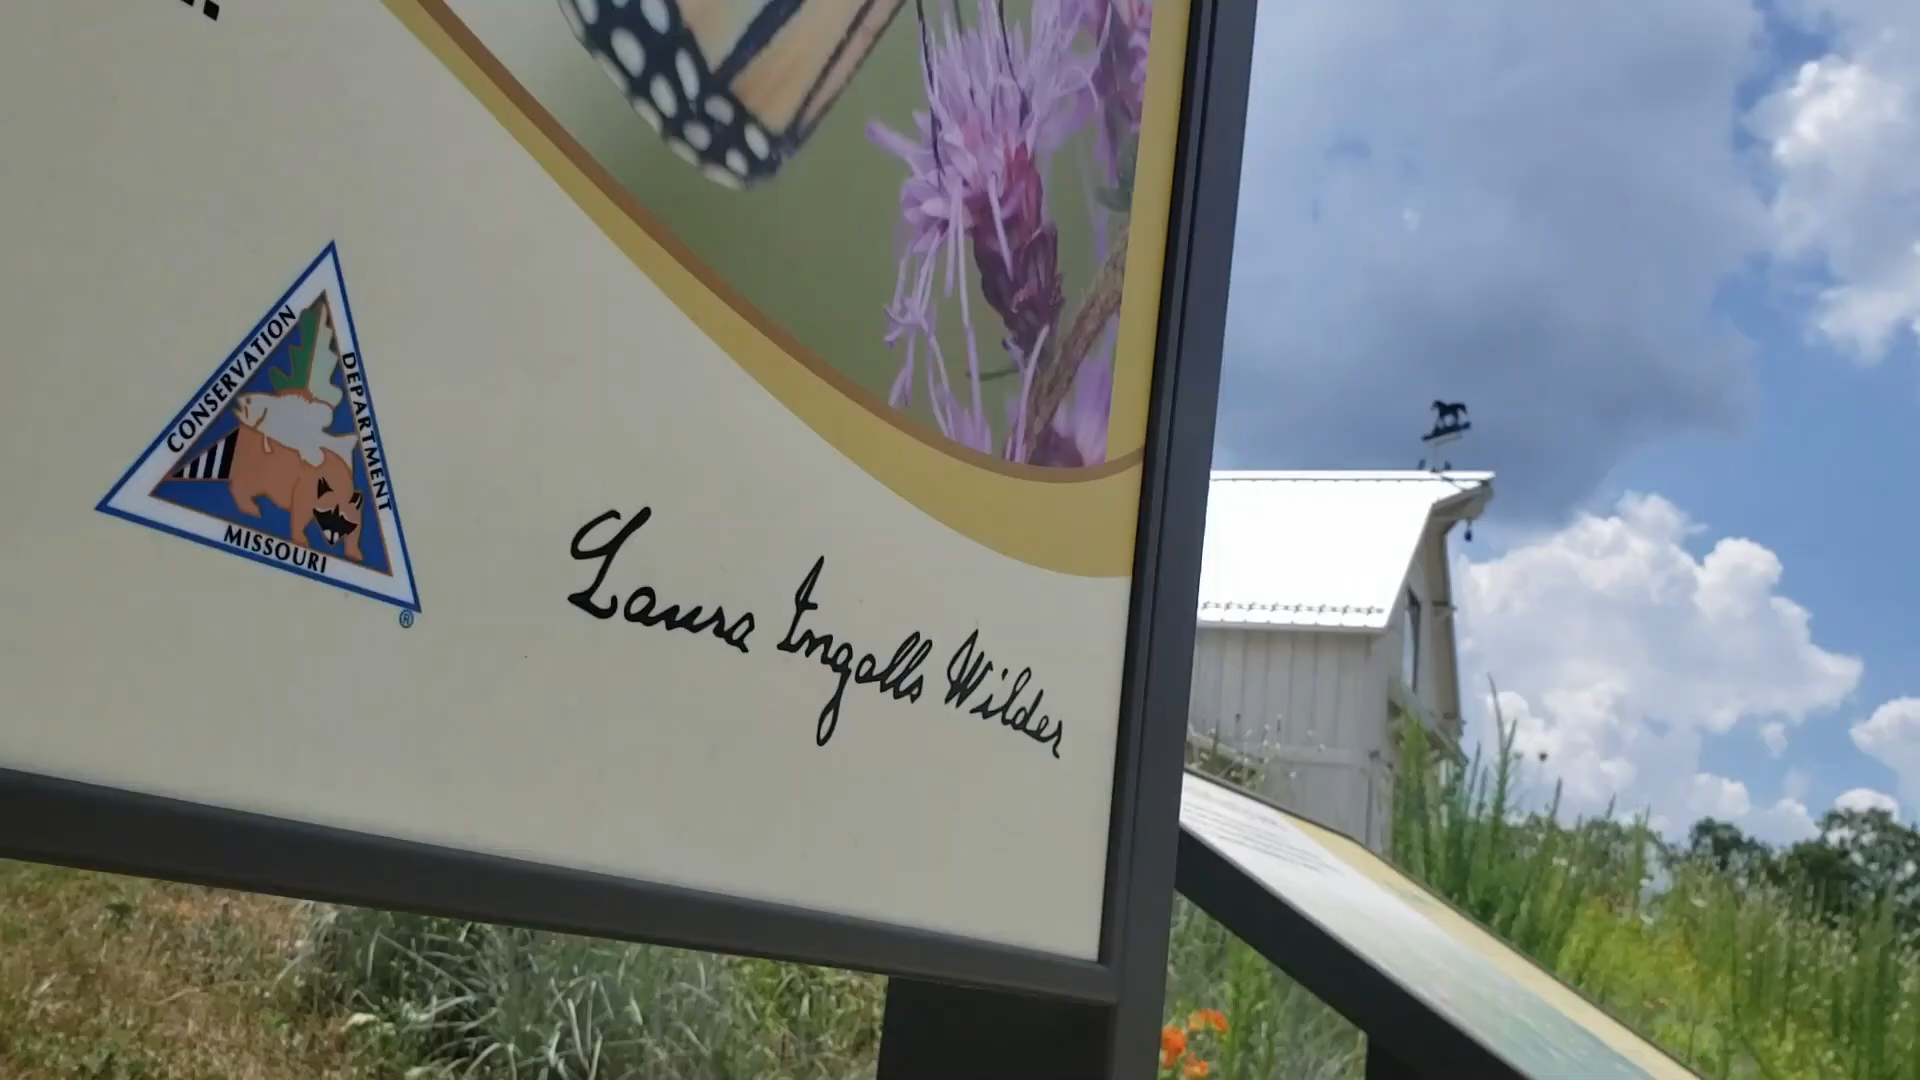 CONSERVATION
DEPARTMENT
MISSOURI
®
Laura Ingalls Wilder